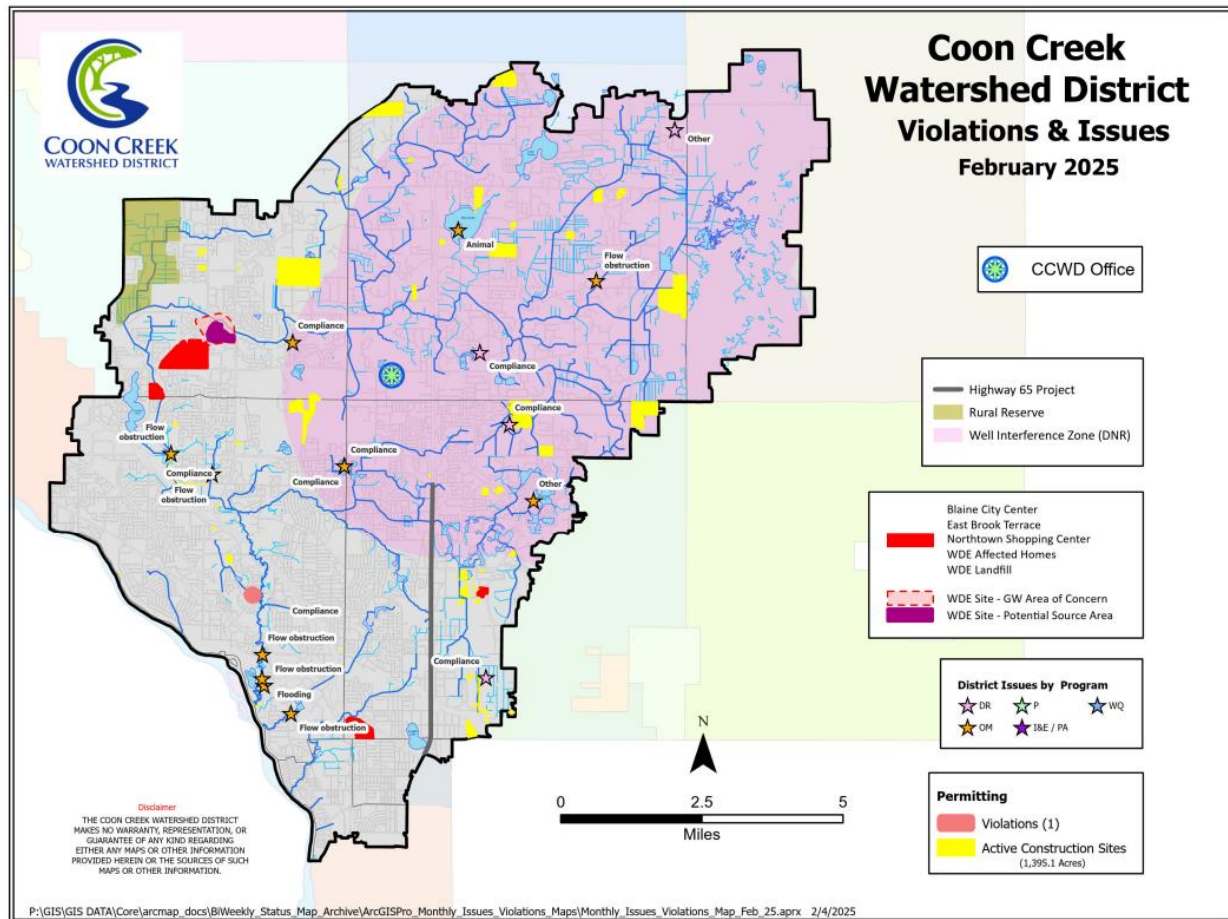 COON CREEK
WATERSHED DISTRICT
Coon Creek
Watershed District
Violations & Issues
February 2025
Other
Animal
Flow
obstruction
Compliance
Compliance
Compliance
Flow
obstruction
Compliance
Compliance
Flow
obstruction
Compliance
Other
Compliance
Flow obstruction
Compliance
Flow obstruction
Flooding
Flow obstruction
CCWD Office
Highway 65 Project
Rural Reserve
Well Interference Zone (DNR)
Blaine City Center
East Brook Terrace
Northtown Shopping Center
WDE Affected Homes
WDE Landfill
WDE Site - GW Area of Concern
WDE Site - Potential Source Area
District Issues by Program
DR
P
WQ
OM
I&E / PA
N
0 2.5 5
Miles
Permitting
Violations (1)
Active Construction Sites
(1,395.1 Acres)
Disclaimer
THE COON CREEK WATERSHED DISTRICT
MAKES NO WARRANTY, REPRESENTATION, OR
GUARANTEE OF ANY KIND REGARDING
EITHER ANY MAPS OR OTHER INFORMATION
PROVIDED HEREIN OR THE SOURCES OF SUCH
MAPS OR OTHER INFORMATION.
P:\GIS\GIS DATA\Core\arcmap_docs\BiWeekly_Status_Map_Archive\ArcGISPro_Monthly_Issues_Violations_Maps\Monthly_Issues_Violations_Map_Feb_25.aprx 2/4/2025